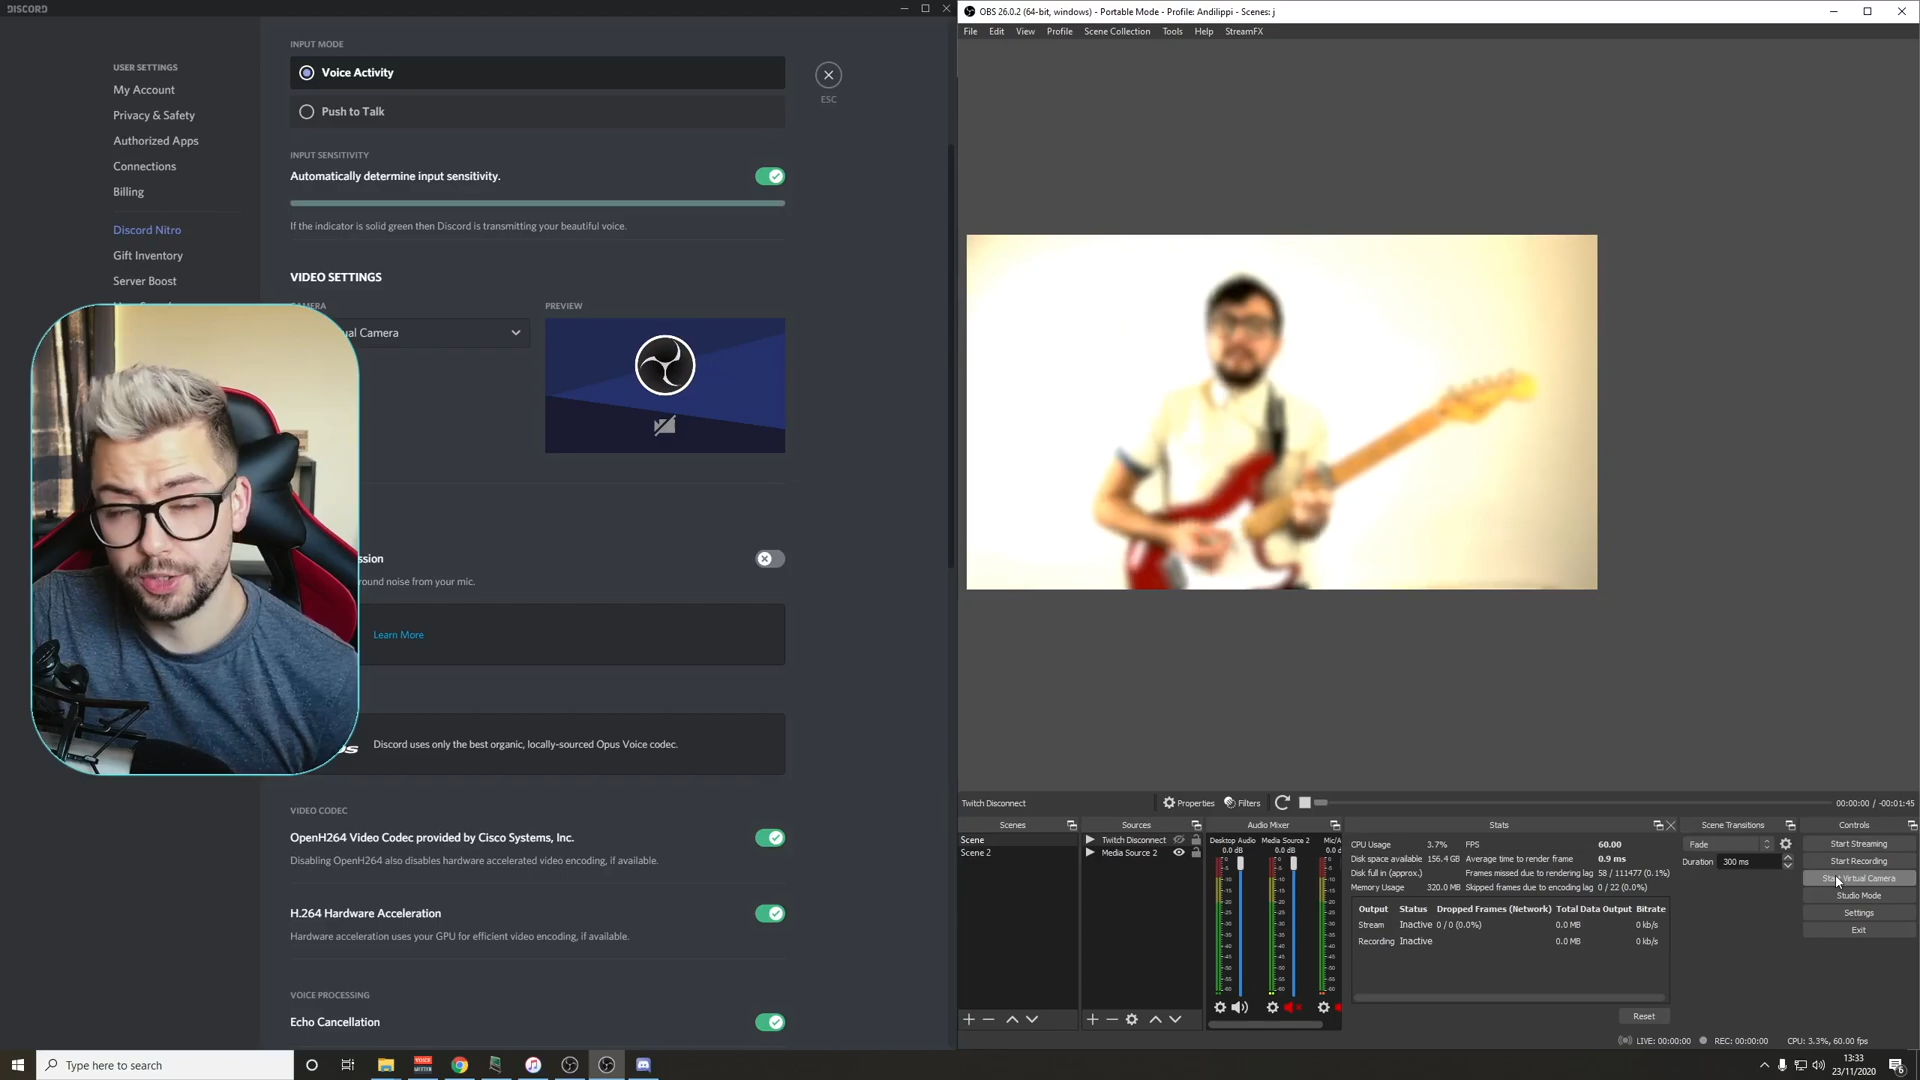 DISCORD
USER SETTINGS
My Account
Privacy & Safety
Authorized Apps
Connections
Billing
Discord Nitro
Gift Inventory
Server Boost
INPUT MODE
Voice Activity
Push to Talk
ESC
INPUT SENSITIVITY
Automatically determine input sensitivity.
If the indicator is solid green then Discord is transmitting your beautiful voice.
VIDEO SETTINGS
PREVIEW
Camera
Learn More
Discord uses only the best organic, locally-sourced Opus Voice codec.
VIDEO CODEC
OpenH264 Video Codec provided by Cisco Systems, Inc.
Disabling OpenH264 also disables hardware accelerated video encoding, if available.
H.264 Hardware Acceleration
Hardware acceleration uses your GPU for efficient video encoding, if available.
VOICE PROCESSING
Echo Cancellation
OBS 26.0.2 (64-bit, windows) - Portable Mode - Profile: Andilippi - Scenes: j
File Edit View Profile Scene Collection Tools Help StreamFX
Twitch Disconnect Properties Filters 00:00:00 / -00:01:45
Scenes
Scene
Scene 2
Sources
Twitch Disconnect
Media Source 2
Audio Mixer
Desktop Audio Media Source 2 Mic/A
0.0 dB 0.0 dB 0.0 d
Stats
CPU Usage 3.7% FPS 60.00
Disk space available 156.4 GB Average time to render frame 0.9 ms
Disk full in (approx.) Frames missed due to rendering lag 58 / 111477 (0.1%)
Memory Usage 320.0 MB Skipped frames due to encoding lag 0 / 22 (0.0%)
Output Status Dropped Frames (Network) Total Data Output Bitrate
Stream Inactive 0 / 0 (0.0%) 0.0 MB 0 kb/s
Recording Inactive 0.0 MB 0 kb/s
Reset
Scene Transitions
Fade
Duration 300 ms
Controls
Start Streaming
Start Recording
Start Virtual Camera
Studio Mode
Settings
Exit
LIVE: 00:00:00 REC: 00:00:00 CPU: 3.3%, 60.00 fps
Type here to search
VOICE
13:33
23/11/2020